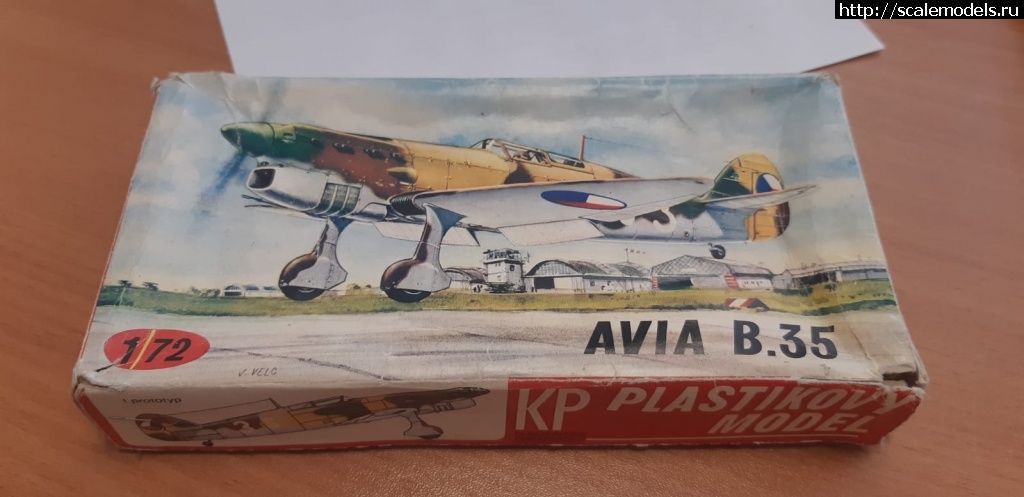 http://scalemodels.ru
AVIA B.35
1/72
V. VELC
1. prototyp
KP PLASTIKOVÝ
MODEL